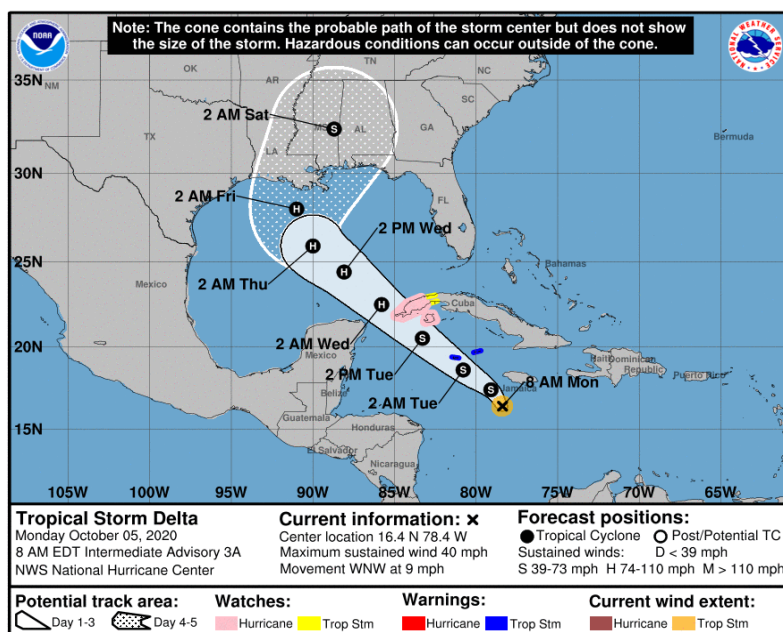 Note: The cone contains the probable path of the storm center but does not show
the size of the storm. Hazardous conditions can occur outside of the cone.
NOAA
NATIONAL WEATHER SERVICE
35N
30N
25N
20N
15N
NM
OK
AR
TN
NC
SC
TX
LA
AL
GA
FL
Bermuda
2 AM Sat
S
2 AM Fri
H
2 PM Wed
H
2 AM Thu
H
Bahamas
Mexico
Cuba
2 AM Wed
H
Mexico
2 PM Tue
S
Haiti
Dominican
Republic
Puerto Rico
Belize
2 AM Tue
S
Jamaica
S
8 AM Mon
Guatemala
Honduras
El Salvador
Nicaragua
105W 100W 95W 90W 85W 80W 75W 70W 65W
Tropical Storm Delta
Monday October 05, 2020
8 AM EDT Intermediate Advisory 3A
NWS National Hurricane Center
Current information: ×
Center location 16.4 N 78.4 W
Maximum sustained wind 40 mph
Movement WNW at 9 mph
Forecast positions:
Tropical Cyclone Post/Potential TC
Sustained winds: D < 39 mph
S 39-73 mph H 74-110 mph M > 110 mph
Potential track area:
Day 1-3 Day 4-5
Watches:
Hurricane Trop Stm
Warnings:
Hurricane Trop Stm
Current wind extent:
Hurricane Trop Stm